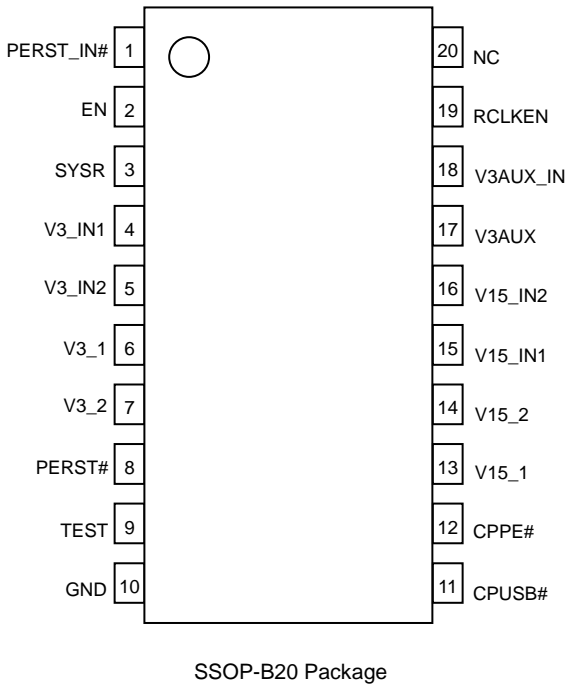 PERST_IN# 1 20 NC
EN 2 19 RCLKEN
SYSR 3 18 V3AUX_IN
V3_IN1 4 17 V3AUX
V3_IN2 5 16 V15_IN2
V3_1 6 15 V15_IN1
V3_2 7 14 V15_2
PERST# 8 13 V15_1
TEST 9 12 CPPE#
GND 10 11 CPUSB#
SSOP-B20 Package